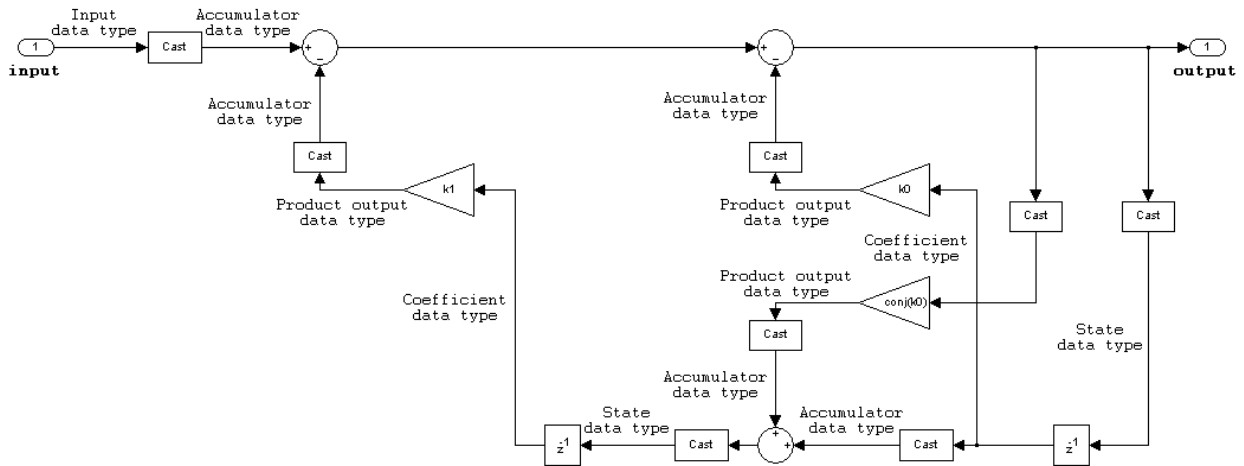 Input
data type
Accumulator
data type
1
input
Cast
+
−
+
−
1
output
Accumulator
data type
Accumulator
data type
Cast
Cast
k1
k0
Product output
data type
Product output
data type
Cast
Cast
Coefficient
data type
Product output
data type
conj(k0)
Coefficient
data type
Cast
State
data type
Accumulator
data type
State
data type
Accumulator
data type
z-1
Cast
+
+
Cast
z-1